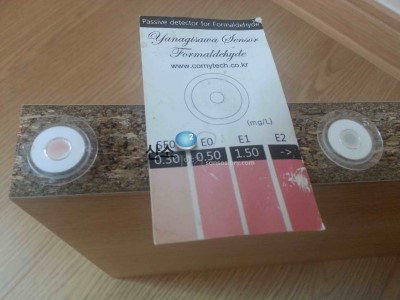 Passive detector for Formaldehyde
Yanagisawa Sensor
Formaldehyde
www.cornytech.co.kr
(mg/L)
E0 E1 E2
0.30 0.50 1.50 ->